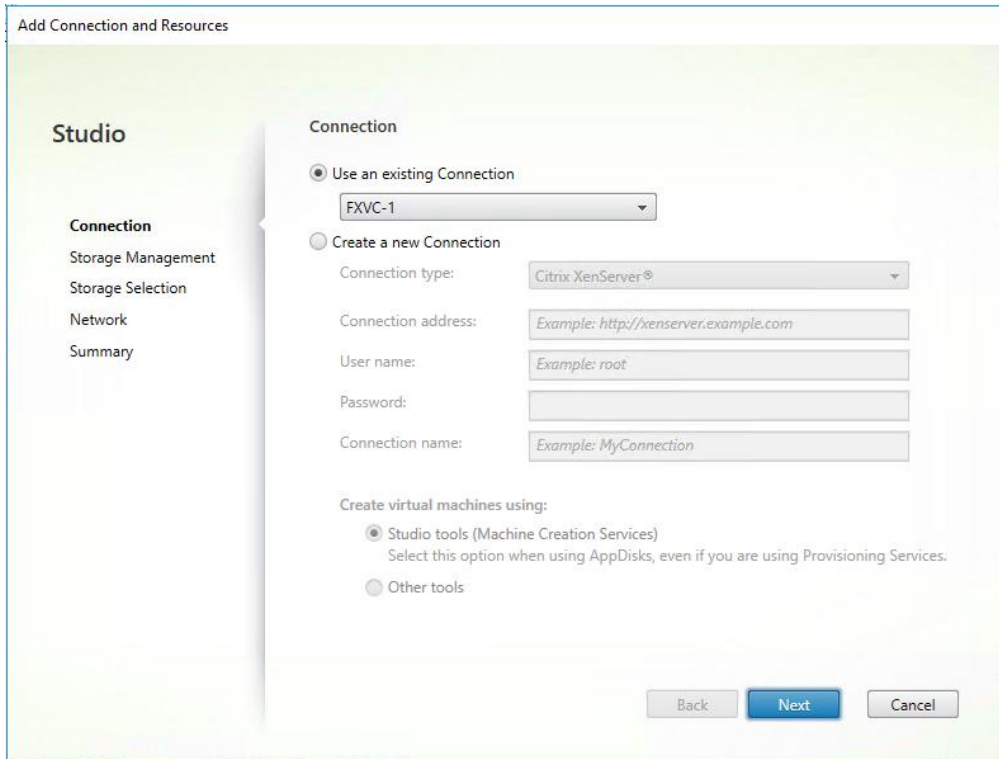 Add Connection and Resources
Studio
Connection
Storage Management
Storage Selection
Network
Summary
Connection
Use an existing Connection
FXVC-1
Create a new Connection
Connection type:
Citrix XenServer®
Connection address:
Example: http://xenserver.example.com
User name:
Example: root
Password:
Connection name:
Example: MyConnection
Create virtual machines using:
Studio tools (Machine Creation Services)
Select this option when using AppDisks, even if you are using Provisioning Services.
Other tools
Back
Next
Cancel